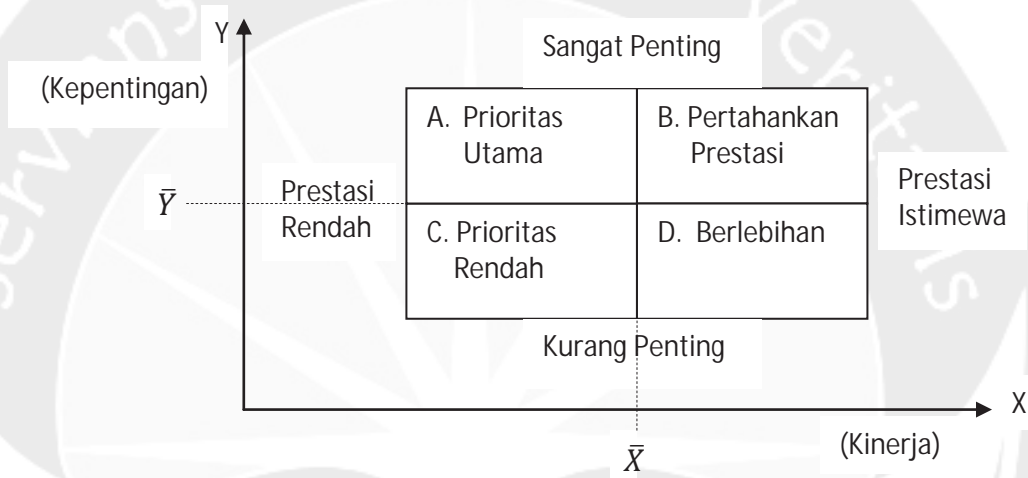 Y
Sangat Penting
(Kepentingan)
A. Prioritas
Utama
B. Pertahankan
Prestasi
Prestasi
Rendah
Prestasi
Istimewa
Y̅
C. Prioritas
Rendah
D. Berlebihan
Kurang Penting
X
(Kinerja)
X̅